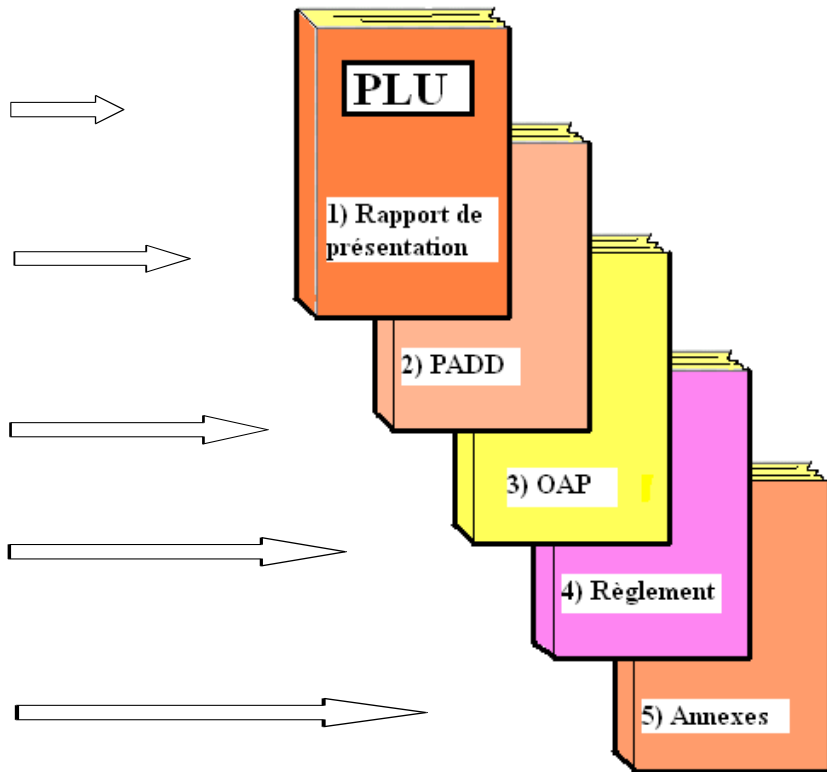 PLU
1) Rapport de
présentation
2) PADD
3) OAP
4) Règlement
5) Annexes